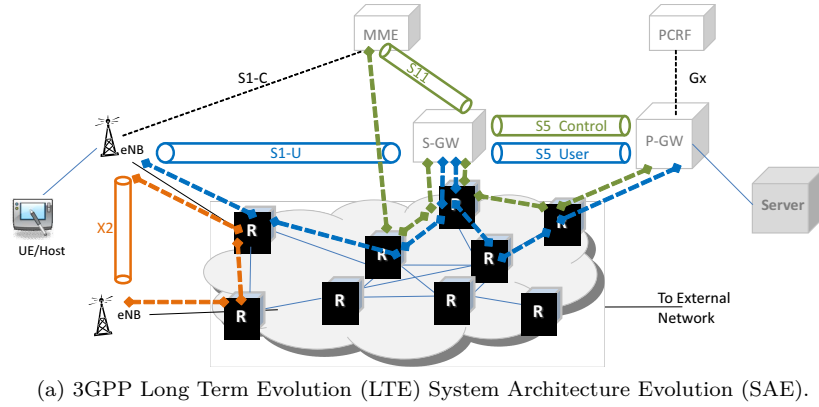 MME
PCRF
S1-C
S11
Gx
eNB
S-GW
S5 Control
P-GW
S1-U
S5 User
X2
R
R
R
R
Server
UE/Host
R
R
R
R
R
eNB
To External
Network
(a) 3GPP Long Term Evolution (LTE) System Architecture Evolution (SAE).